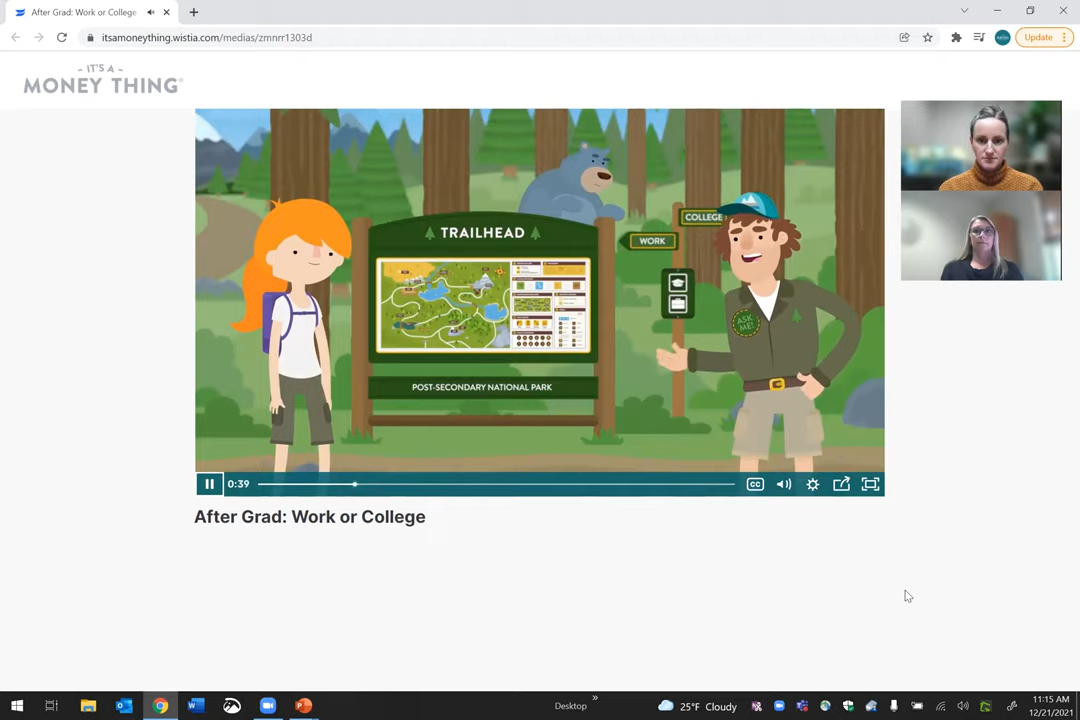 After Grad: Work or College
itsamoneything.wistia.com/medias/zmnrr1303d
Update
- IT'S A -
MONEY THING®
TRAILHEAD
COLLEGE
WORK
ASK ME!
POST-SECONDARY NATIONAL PARK
0:39
CC
After Grad: Work or College
Desktop
25°F Cloudy
11:15 AM
12/21/2021